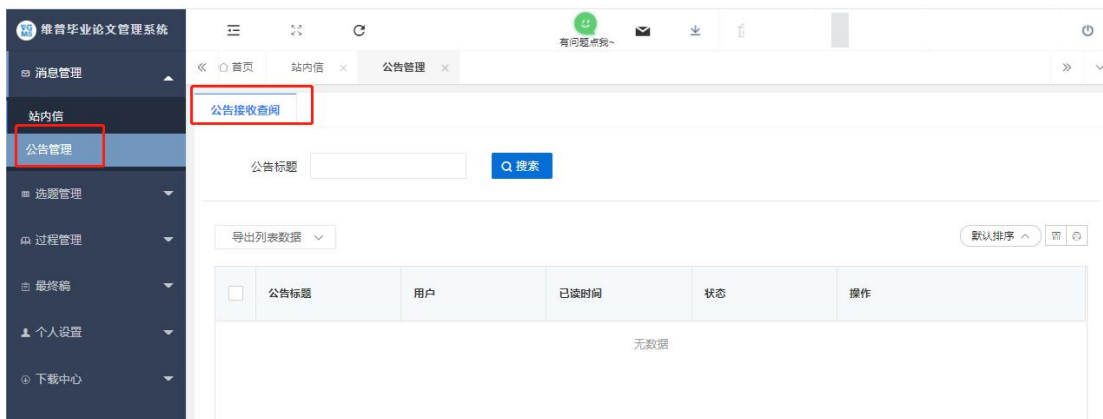 维普毕业论文管理系统
有问题点我~
消息管理
首页 站内信 公告管理
站内信
公告接收查阅
公告管理
公告标题 搜索
选题管理
过程管理
导出列表数据 默认排序
最终稿
公告标题 用户 已读时间 状态 操作
个人设置
无数据
下载中心